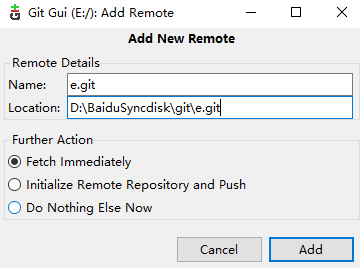 Git Gui (E:/): Add Remote
Add New Remote
Remote Details
Name: e.git
Location: D:\BaiduSyncdisk\git\e.git
Further Action
Fetch Immediately
Initialize Remote Repository and Push
Do Nothing Else Now
Cancel Add